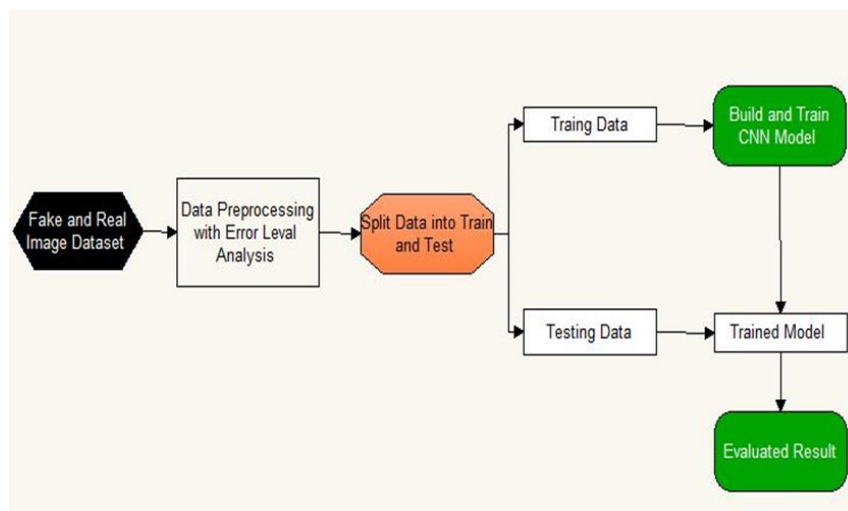 Fake and Real
Image Dataset
Data Preprocessing
with Error Leval
Analysis
Split Data into Train
and Test
Traing Data
Build and Train
CNN Model
Testing Data
Trained Model
Evaluated Result